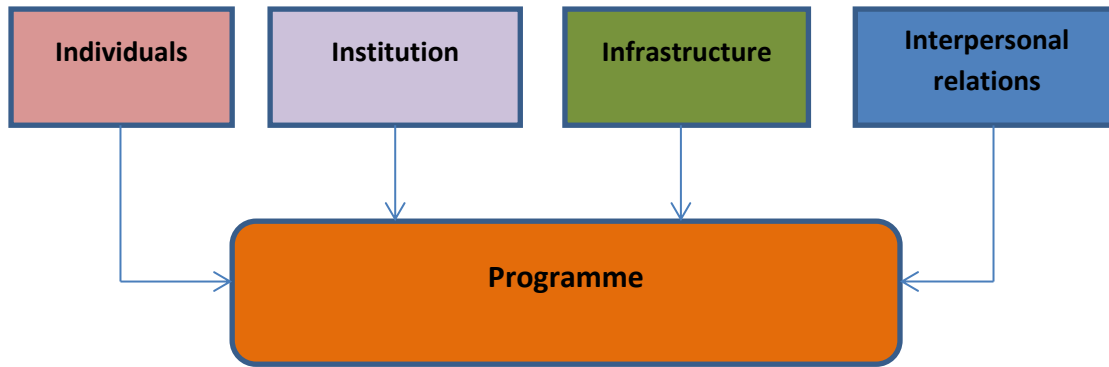 Individuals
Institution
Infrastructure
Interpersonal
relations
Programme